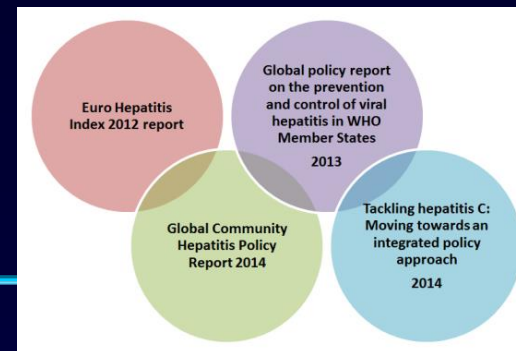 Euro Hepatitis
Index 2012 report
Global policy report
on the prevention
and control of viral
hepatitis in WHO
Member States
2013
Global Community
Hepatitis Policy
Report 2014
Tackling hepatitis C:
Moving towards an
integrated policy
approach
2014